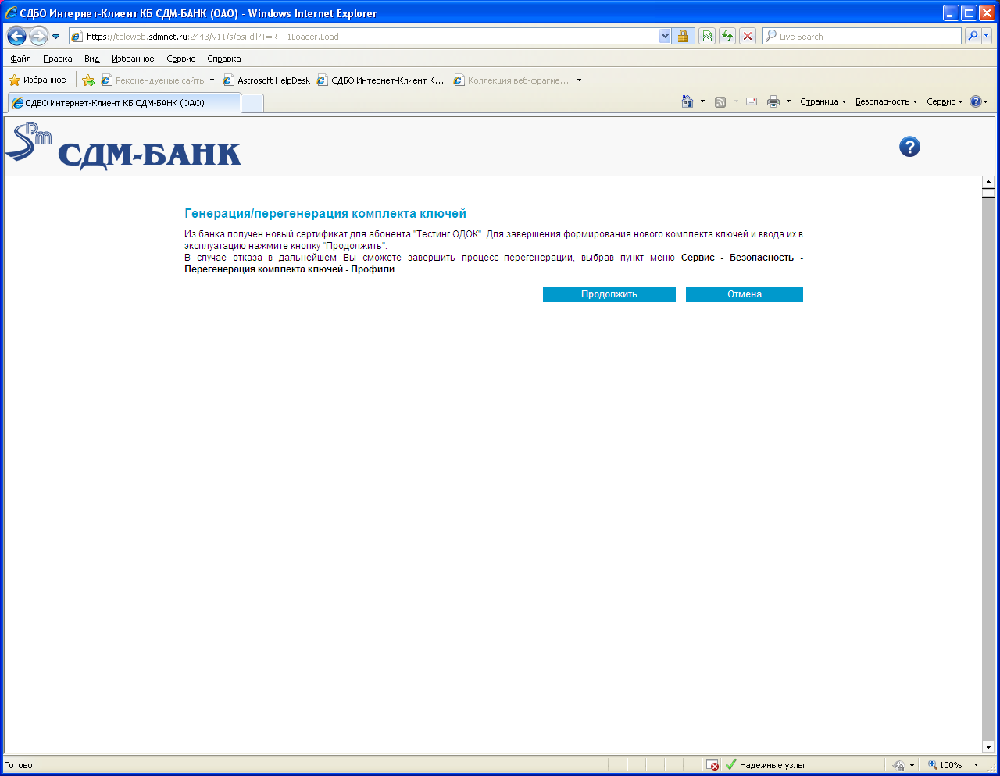 СДБО Интернет-Клиент КБ СДМ-БАНК (ОАО) - Windows Internet Explorer
https://teleweb.sdmnet.ru:2443/v11/s/bsi.dll?T=RT_1Loader.Load
Live Search
Файл Правка Вид Избранное Сервис Справка
Избранное Рекомендуемые сайты Astrosoft HelpDesk СДБО Интернет-Клиент К... Коллекция веб-фрагме...
СДБО Интернет-Клиент КБ СДМ-БАНК (ОАО)
Страница Безопасность Сервис
SDm СДМ-БАНК
Генерация/перегенерация комплекта ключей
Из банка получен новый сертификат для абонента "Тестинг ОДОК". Для завершения формирования нового комплекта ключей и ввода их в
эксплуатацию нажмите кнопку "Продолжить".
В случае отказа в дальнейшем Вы сможете завершить процесс перегенерации, выбрав пункт меню Сервис - Безопасность -
Перегенерация комплекта ключей - Профили
Продолжить Отмена
Готово
Надежные узлы
100%